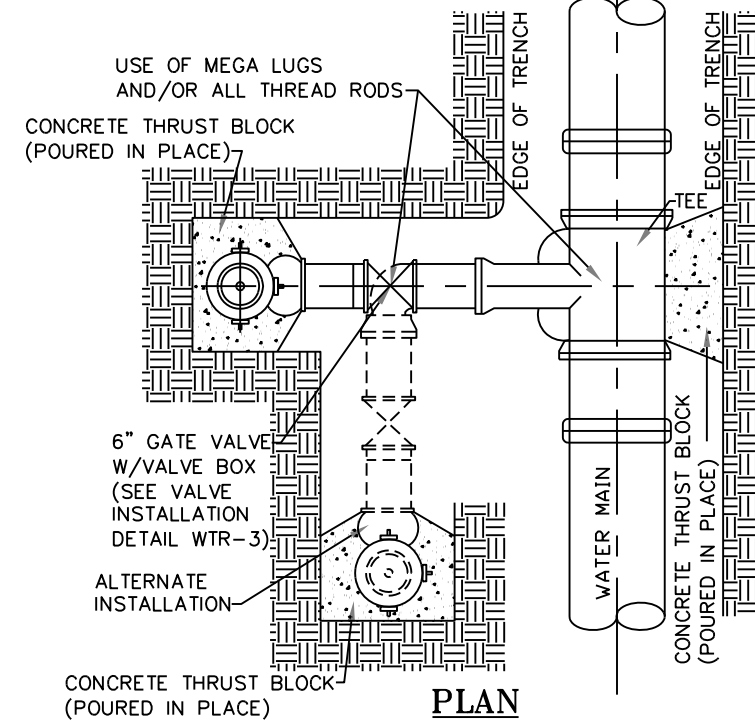 USE OF MEGA LUGS
AND/OR ALL THREAD RODS
CONCRETE THRUST BLOCK
(POURED IN PLACE)
EDGE OF TRENCH
EDGE OF TRENCH
TEE
6" GATE VALVE
W/VALVE BOX
(SEE VALVE
INSTALLATION
DETAIL WTR-3)
ALTERNATE
INSTALLATION
WATER MAIN
CONCRETE THRUST BLOCK
(POURED IN PLACE)
CONCRETE THRUST BLOCK
(POURED IN PLACE)
PLAN